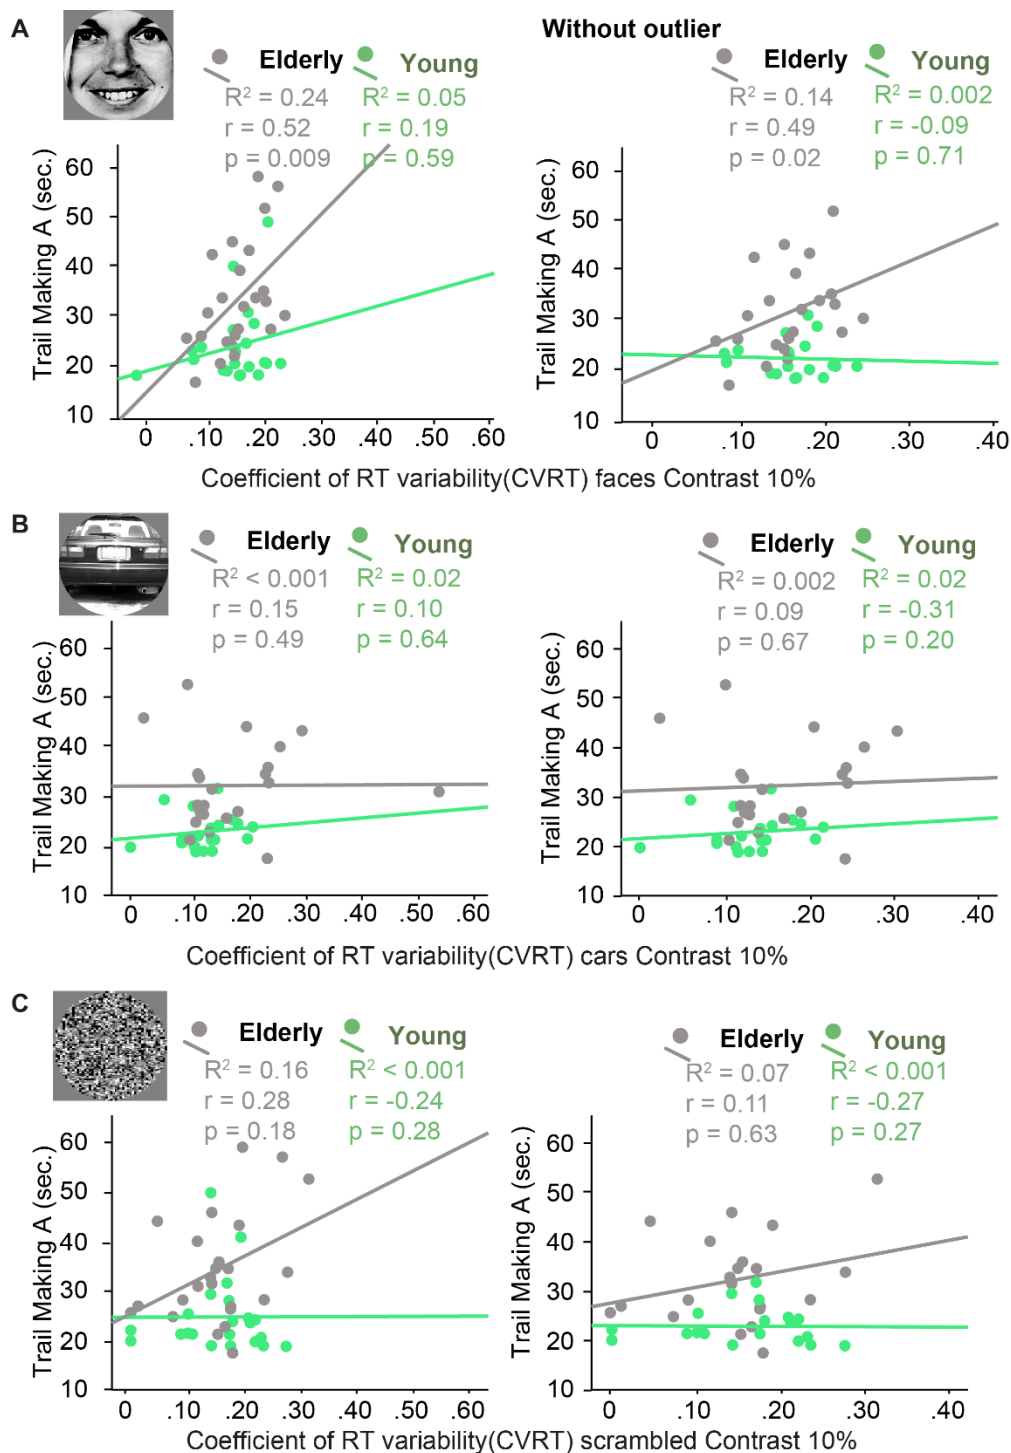 A
Elderly Young
R² = 0.24 R² = 0.05
r = 0.52 r = 0.19
p = 0.009 p = 0.59
Trail Making A (sec.)
60
50
40
30
20
10
0 .10 .20 .30 .40 .50 .60
Without outlier
Elderly Young
R² = 0.14 R² = 0.002
r = 0.49 r = -0.09
p = 0.02 p = 0.71
Trail Making A (sec.)
60
50
40
30
20
10
0 .10 .20 .30 .40
Coefficient of RT variability(CVRT) faces Contrast 10%
B
Elderly Young
R² < 0.001 R² = 0.02
r = 0.15 r = 0.10
p = 0.49 p = 0.64
Trail Making A (sec.)
60
50
40
30
20
10
0 .10 .20 .30 .40 .50 .60
Elderly Young
R² = 0.002 R² = 0.02
r = 0.09 r = -0.31
p = 0.67 p = 0.20
Trail Making A (sec.)
60
50
40
30
20
10
0 .10 .20 .30 .40
Coefficient of RT variability(CVRT) cars Contrast 10%
C
Elderly Young
R² = 0.16 R² < 0.001
r = 0.28 r = -0.24
p = 0.18 p = 0.28
Trail Making A (sec.)
60
50
40
30
20
10
0 .10 .20 .30 .40 .50 .60
Elderly Young
R² = 0.07 R² < 0.001
r = 0.11 r = -0.27
p = 0.63 p = 0.27
Trail Making A (sec.)
60
50
40
30
20
10
0 .10 .20 .30 .40
Coefficient of RT variability(CVRT) scrambled Contrast 10%